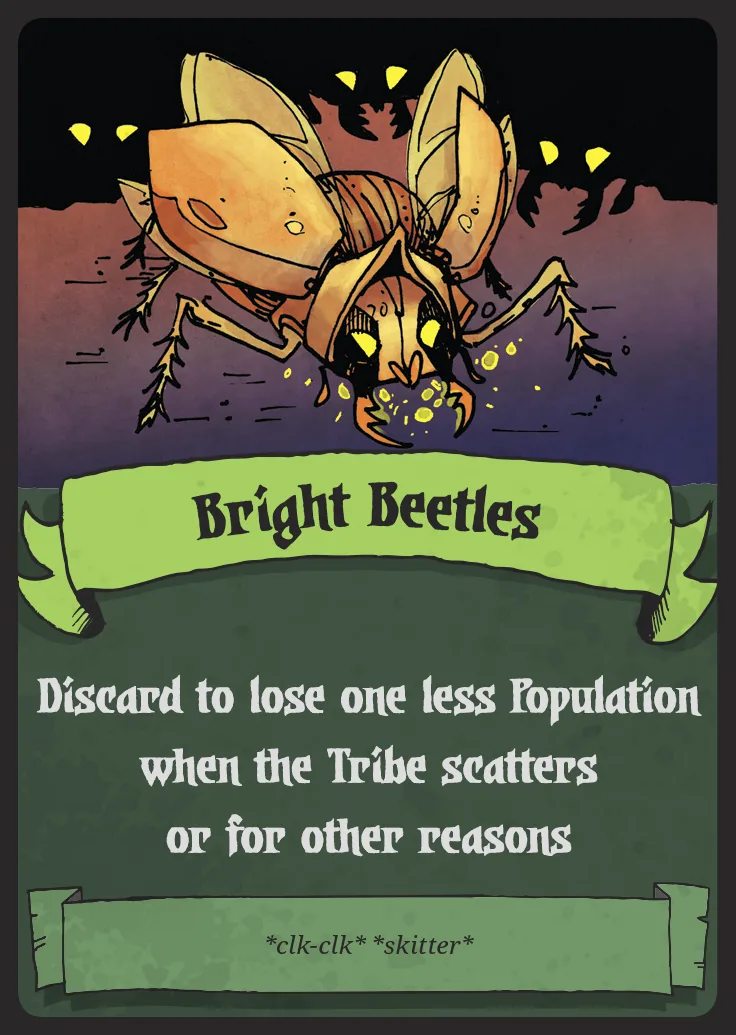 Bright Beetles
Discard to lose one less Population
when the Tribe scatters
or for other reasons
*clk-clk* *skitter*